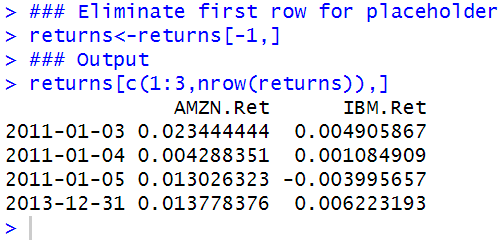 > ### Eliminate first row for placeholder
> returns<-returns[-1,]
> ### Output
> returns[c(1:3,nrow(returns)),]
              AMZN.Ret      IBM.Ret
2011-01-03 0.023444444  0.004905867
2011-01-04 0.004288351  0.001084909
2011-01-05 0.013026323 -0.003995657
2013-12-31 0.013778376  0.006223193
>